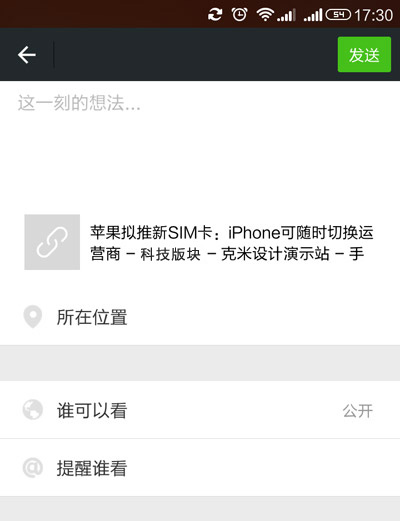 54 17:30
发送
这一刻的想法...
苹果拟推新SIM卡：iPhone可随时切换运
营商 – 科技版块 – 克米设计演示站 – 手
所在位置
谁可以看 公开
提醒谁看